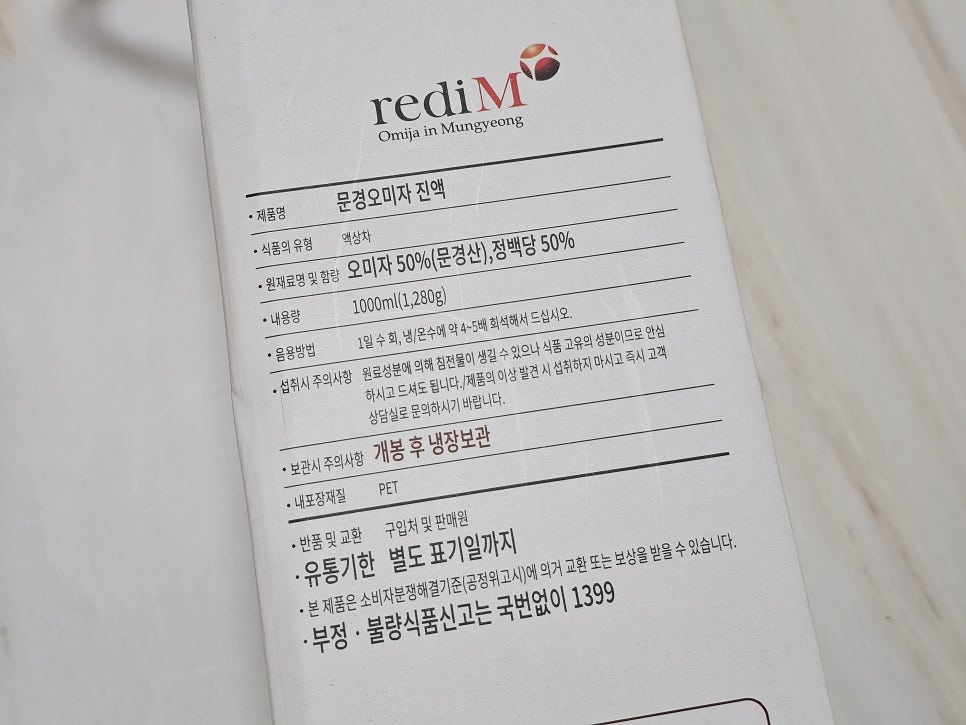 rediM
Omija in Mungyeong
• 제품명 문경오미자 진액
• 식품의 유형 액상차
• 원재료명 및 함량 오미자 50%(문경산),정백당 50%
• 내용량 1000ml(1,280g)
• 음용방법 1일 수 회, 냉/온수에 약 4~5배 희석해서 드십시오.
• 섭취시 주의사항 원료성분에 의해 침전물이 생길 수 있으나 식품 고유의 성분이므로 안심
하시고 드셔도 됩니다./제품의 이상 발견 시 섭취하지 마시고 즉시 고객
상담실로 문의하시기 바랍니다.
• 보관시 주의사항 개봉 후 냉장보관
• 내포장재질 PET
• 반품 및 교환 구입처 및 판매원
· 유통기한 별도 표기일까지
• 본 제품은 소비자분쟁해결기준(공정위고시)에 의거 교환 또는 보상을 받을 수 있습니다.
· 부정 · 불량식품신고는 국번없이 1399